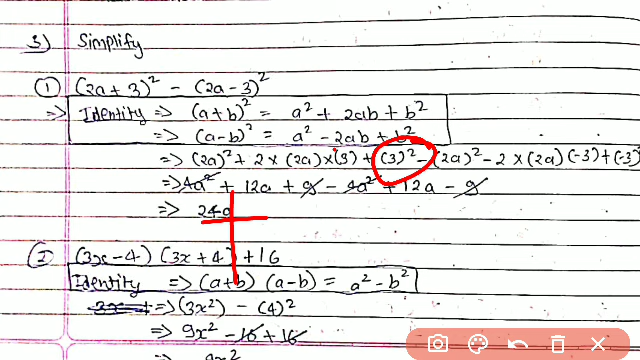 3) Simplify
(1) (2a+3)² - (2a-3)²
=> Identity => (a+b)² = a² + 2ab + b²
=> (a-b)² = a² - 2ab + b²
=> (2a)² + 2 × (2a) × (3) + (3)² - (2a)² - 2 × (2a) (-3) + (-3)
=> 4a² + 12a + 9 - 4a² + 12a - 9
=> 24a
(2) (3x-4) (3x+4) + 16
Identity => (a+b) (a-b) = a² - b²
=> (3x²) - (4)²
=> 9x² - 16 + 16
=> 9x²